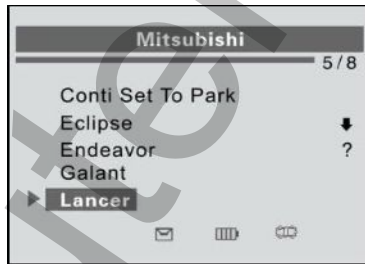 Mitsubishi
5/8
Conti Set To Park
Eclipse
Endeavor ?
Galant
Lancer